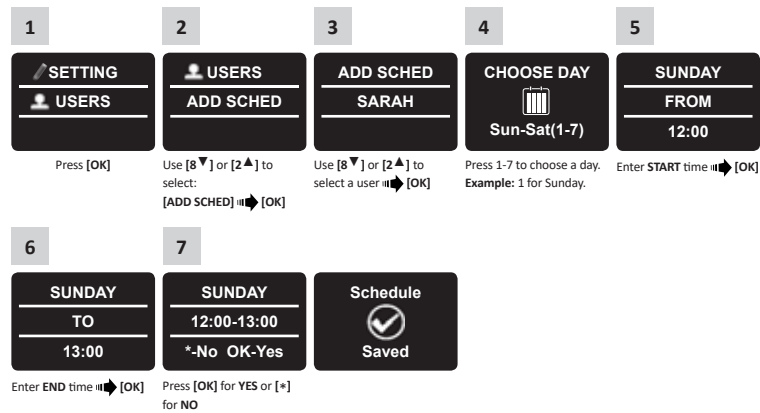 1
SETTING
USERS
Press [OK]
2
USERS
ADD SCHED
Use [8▼] or [2▲] to
select:
[ADD SCHED] [OK]
3
ADD SCHED
SARAH
Use [8▼] or [2▲] to
select a user [OK]
4
CHOOSE DAY
Sun-Sat(1-7)
Press 1-7 to choose a day.
Example: 1 for Sunday.
5
SUNDAY
FROM
12:00
Enter START time [OK]
6
SUNDAY
TO
13:00
Enter END time [OK]
7
SUNDAY
12:00-13:00
*-No OK-Yes
Press [OK] for YES or [*]
for NO
Schedule
Saved